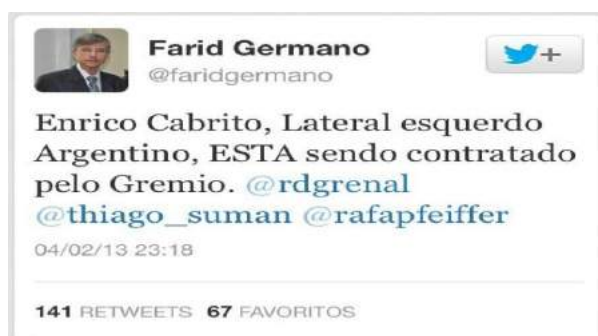 Farid Germano
@faridgermano
+
Enrico Cabrito, Lateral esquerdo
Argentino, ESTA sendo contratado
pelo Gremio. @rdgrenal
@thiago_suman @rafapfeiffer
04/02/13 23:18
141 RETWEETS 67 FAVORITOS